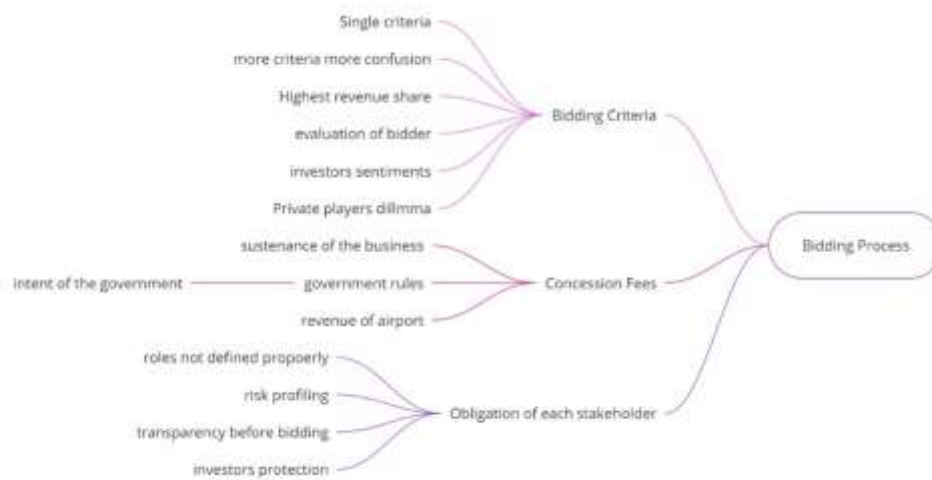 Single criteria
more criteria more confusion
Highest revenue share
evaluation of bidder
investors sentiments
Private players dillmma
Bidding Criteria
Bidding Process
sustenance of the business
intent of the government
government rules
revenue of airport
Concession Fees
roles not defined propoerly
risk profiling
transparency before bidding
investors protection
Obligation of each stakeholder